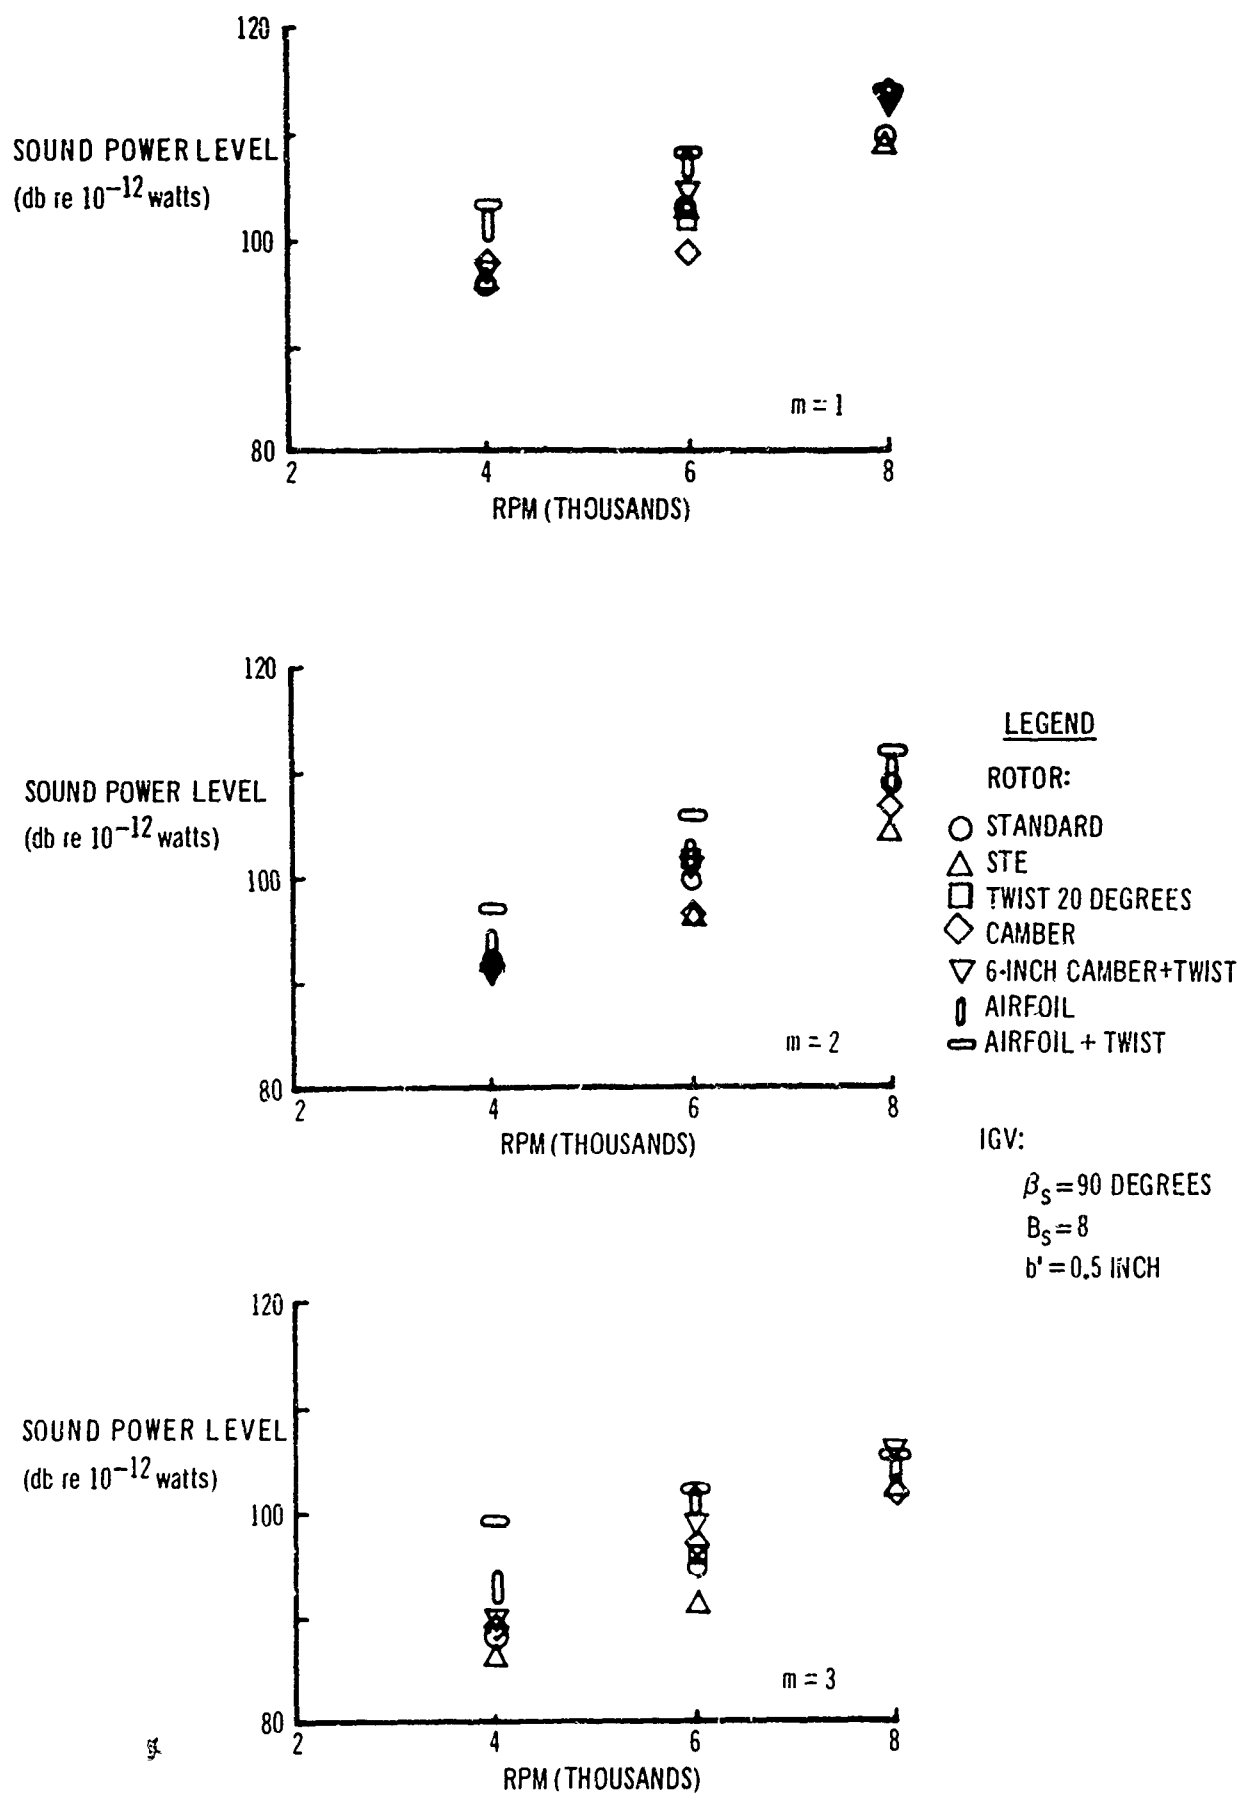 120
SOUND POWER LEVEL
(db re 10−12 watts)
100
80
2 4 6 8
m = 1
RPM (THOUSANDS)
120
SOUND POWER LEVEL
(db re 10−12 watts)
100
80
2 4 6 8
m = 2
RPM (THOUSANDS)
LEGEND
ROTOR:
STANDARD
STE
TWIST 20 DEGREES
CAMBER
6-INCH CAMBER+TWIST
AIRFOIL
AIRFOIL + TWIST
IGV:
βS = 90 DEGREES
BS = 8
b' = 0.5 INCH
120
SOUND POWER LEVEL
(db re 10−12 watts)
100
80
2 4 6 8
m = 3
RPM (THOUSANDS)